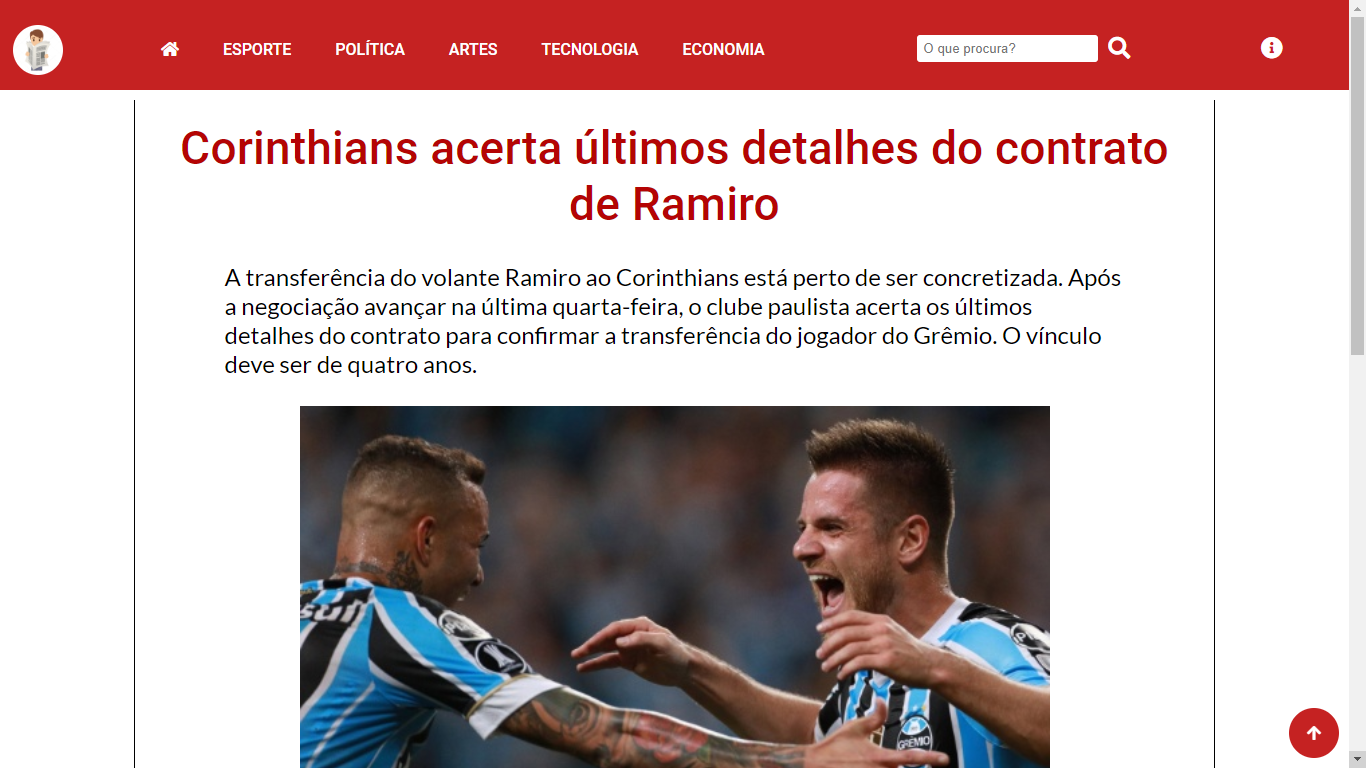 ESPORTE POLÍTICA ARTES TECNOLOGIA ECONOMIA O que procura?
Corinthians acerta últimos detalhes do contrato
de Ramiro
A transferência do volante Ramiro ao Corinthians está perto de ser concretizada. Após
a negociação avançar na última quarta-feira, o clube paulista acerta os últimos
detalhes do contrato para confirmar a transferência do jogador do Grêmio. O vínculo
deve ser de quatro anos.
GRÊMIO